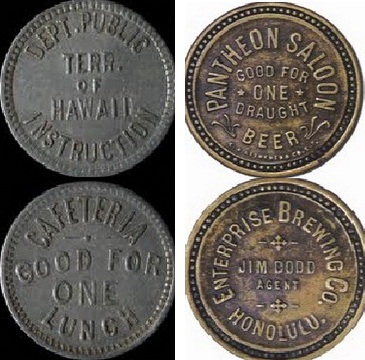 DEPT. PUBLIC
TERR.
OF
HAWAII
INSTRUCTION
PANTHEON SALOON
GOOD FOR
ONE
DRAUGHT
BEER
CAFETERIA
GOOD FOR
ONE
LUNCH
ENTERPRISE BREWING CO.
JIM DODD
AGENT
HONOLULU.